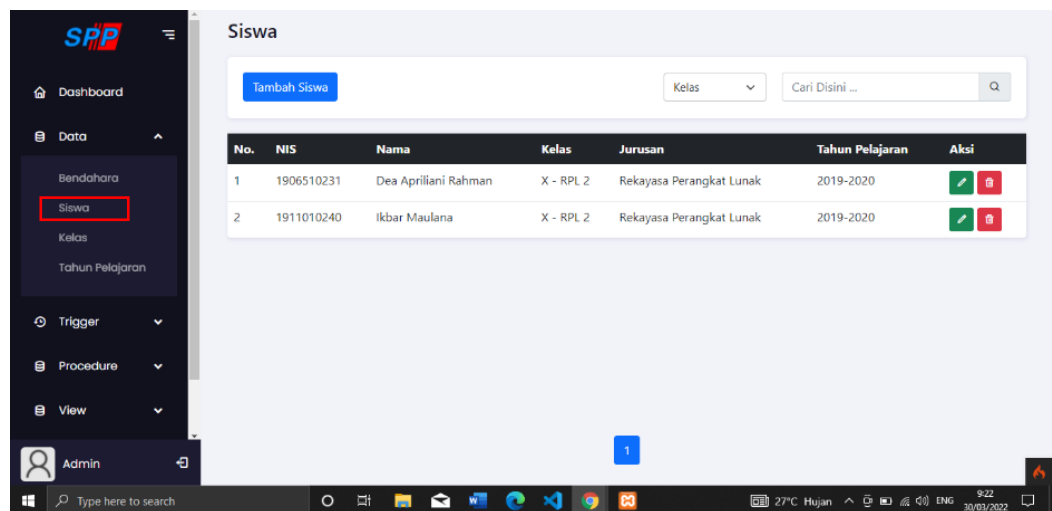 SPP
Dashboard
Data
Bendahara
Siswa
Kelas
Tahun Pelajaran
Trigger
Procedure
View
Admin
Siswa
Tambah Siswa
Kelas
Cari Disini ...
No. NIS Nama Kelas Jurusan Tahun Pelajaran Aksi
1 1906510231 Dea Apriliani Rahman X - RPL 2 Rekayasa Perangkat Lunak 2019-2020
2 1911010240 Ikbar Maulana X - RPL 2 Rekayasa Perangkat Lunak 2019-2020
1
Type here to search
27°C Hujan
ENG
9:22
30/03/2022